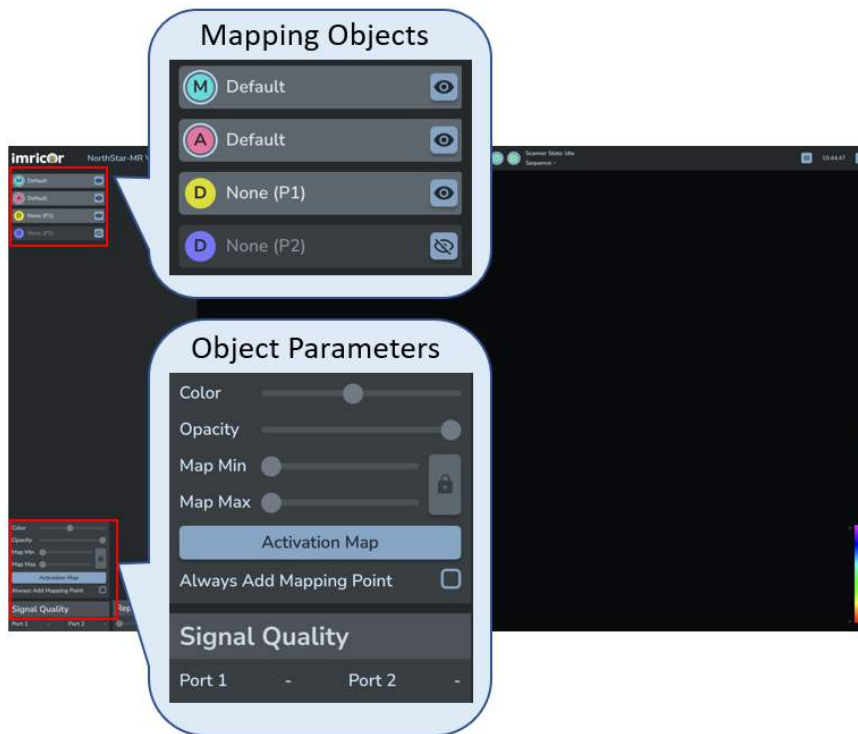 Mapping Objects
M Default
A Default
D None (P1)
D None (P2)
imricor NorthStar-MR
Scanner State: Idle
Sequence: -
M Default
A Default
D None (P1)
D None (P2)
Object Parameters
Color
Opacity
Map Min
Map Max
Activation Map
Always Add Mapping Point
Signal Quality
Port 1 - Port 2 -
Color
Opacity
Map Min
Map Max
Activation Map
Always Add Mapping Point
Signal Quality
Port 1 - Port 2 -